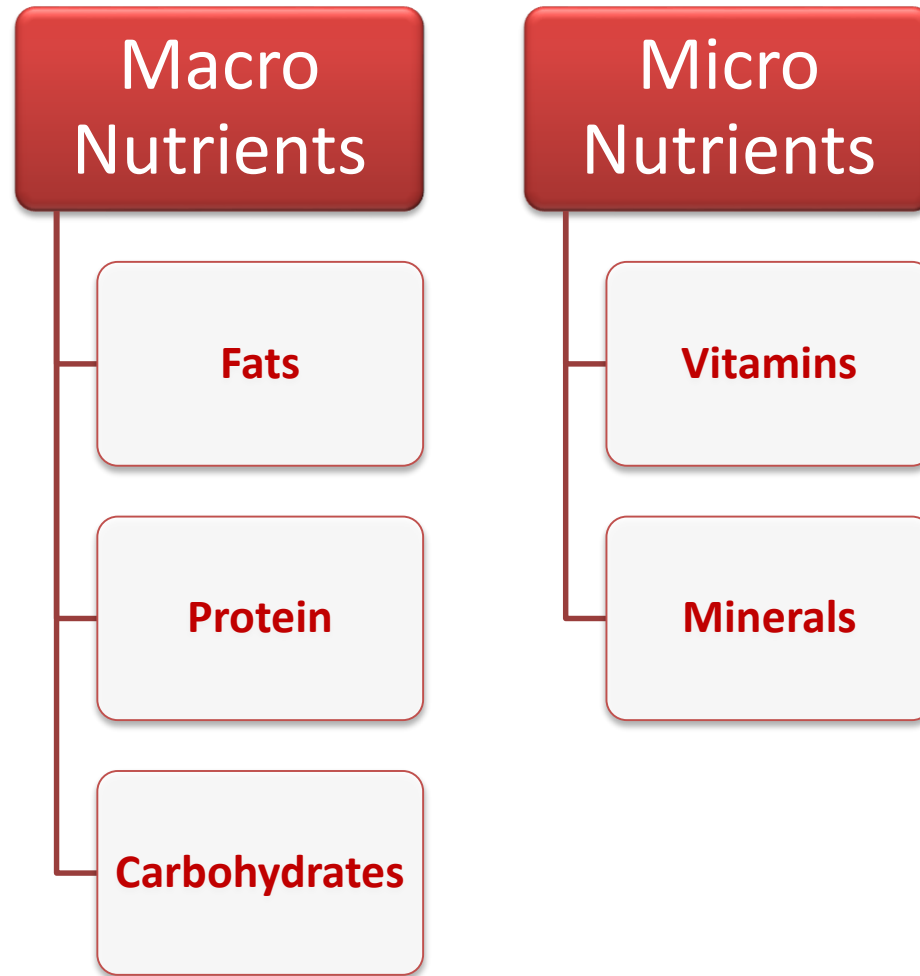 Macro
Nutrients
Fats
Protein
Carbohydrates
Micro
Nutrients
Vitamins
Minerals